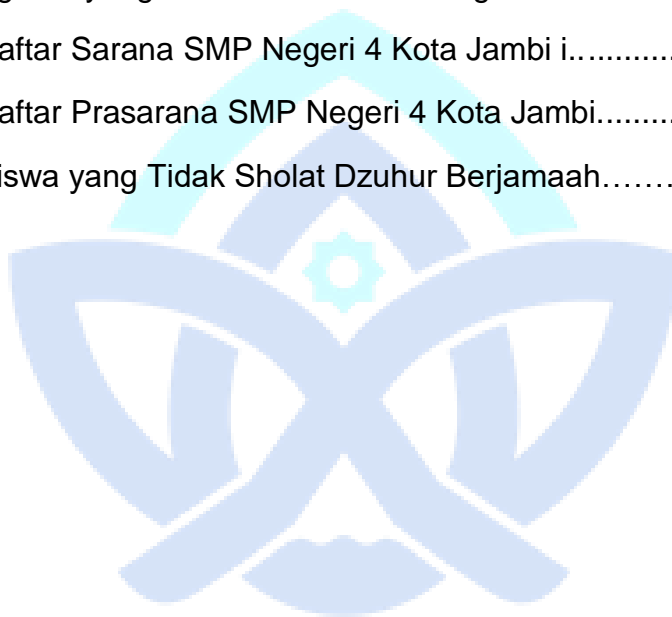 aftar Sarana SMP Negeri 4 Kota Jambi i.............
aftar Prasarana SMP Negeri 4 Kota Jambi.........
iswa yang Tidak Sholat Dzuhur Berjamaah.......